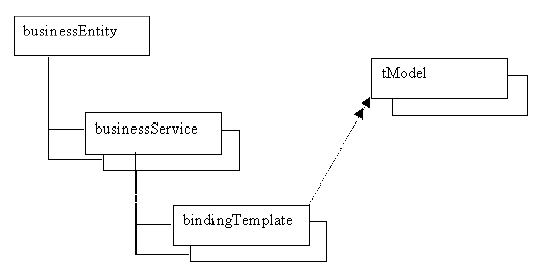 businessEntity
tModel
businessService
bindingTemplate